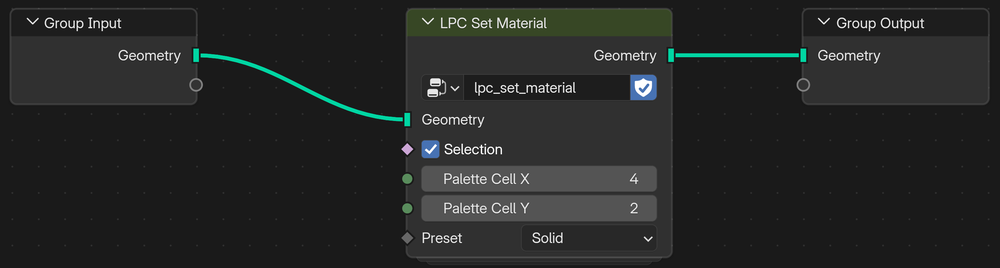 Group Input
Geometry
LPC Set Material
Geometry
lpc_set_material
Geometry
Selection
Palette Cell X 4
Palette Cell Y 2
Preset Solid
Group Output
Geometry